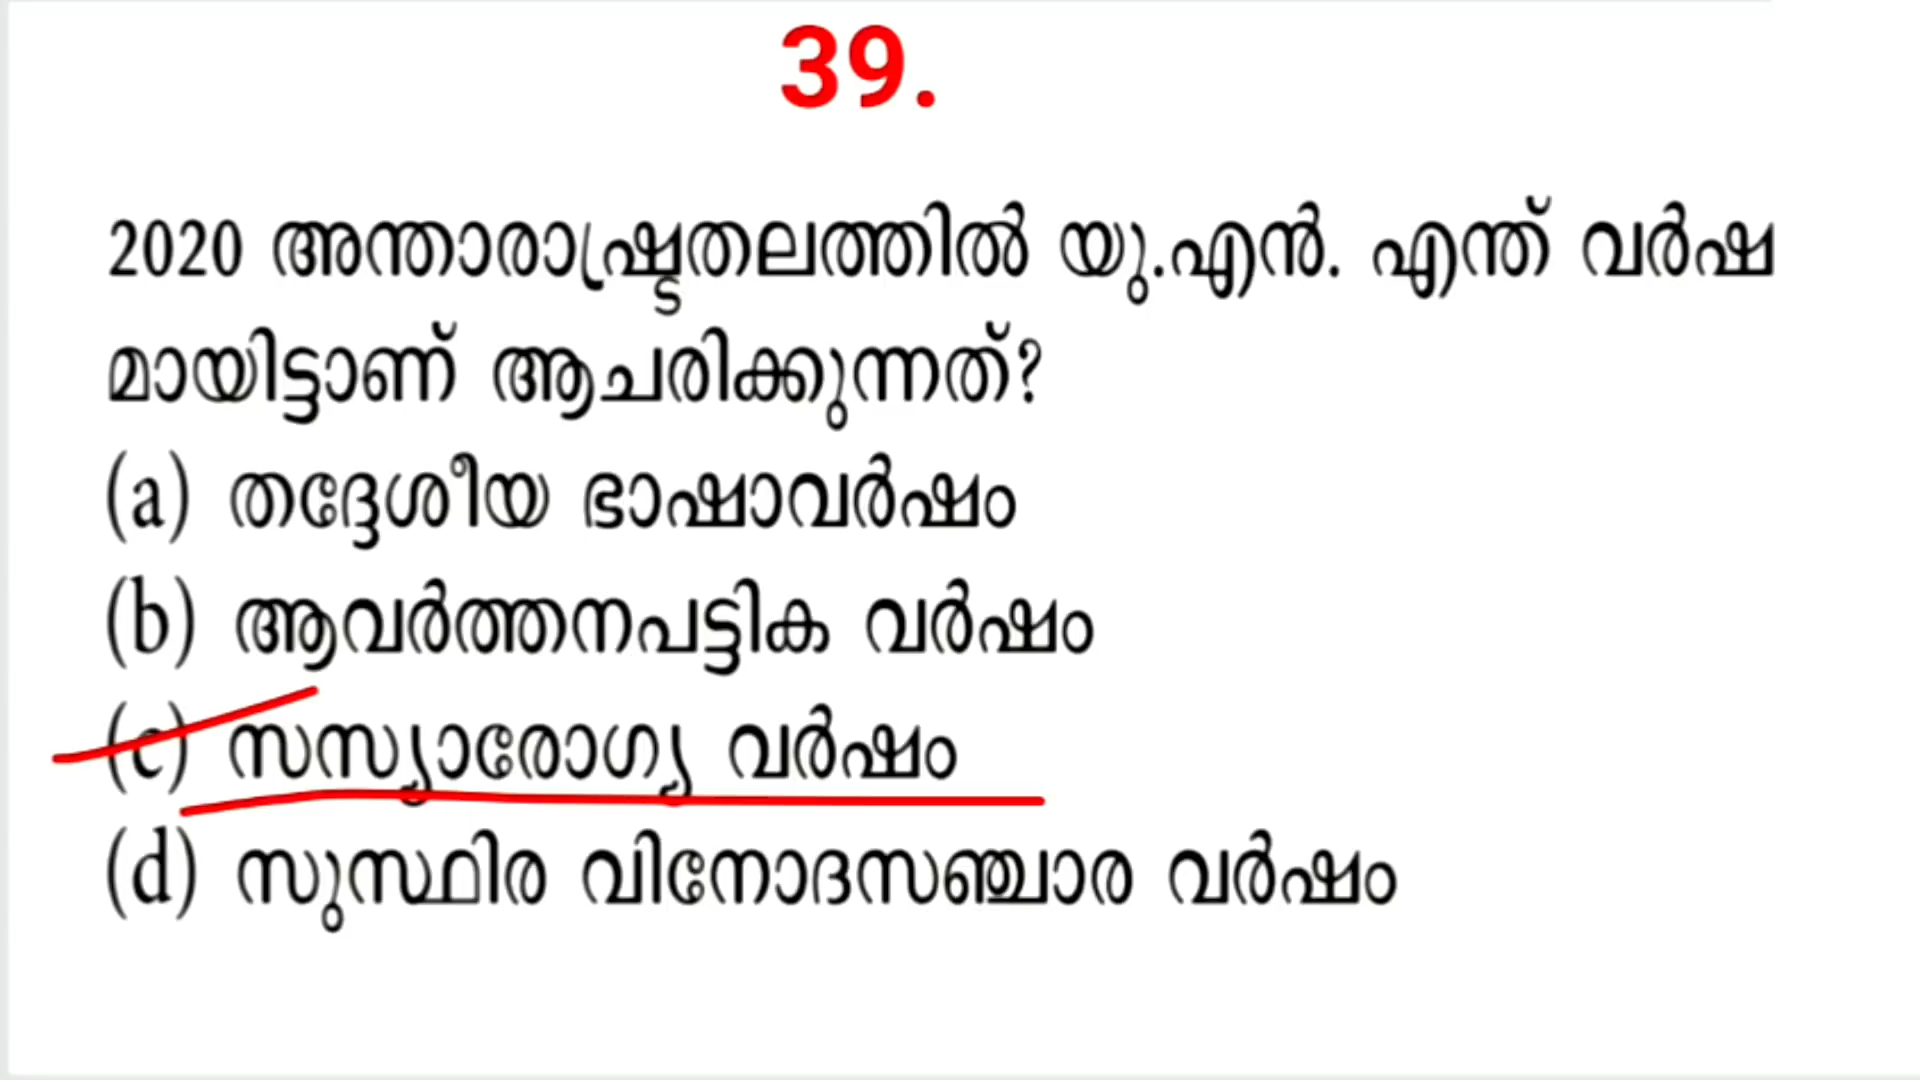 39.
2020 അന്താരാഷ്ട്രതലത്തിൽ യു.എൻ. എന്ത് വർഷ
മായിട്ടാണ് ആചരിക്കുന്നത്?
(a) തദ്ദേശീയ ഭാഷാവർഷം
(b) ആവർത്തനപട്ടിക വർഷം
(c) സസ്യാരോഗ്യ വർഷം
(d) സുസ്ഥിര വിനോദസഞ്ചാര വർഷം